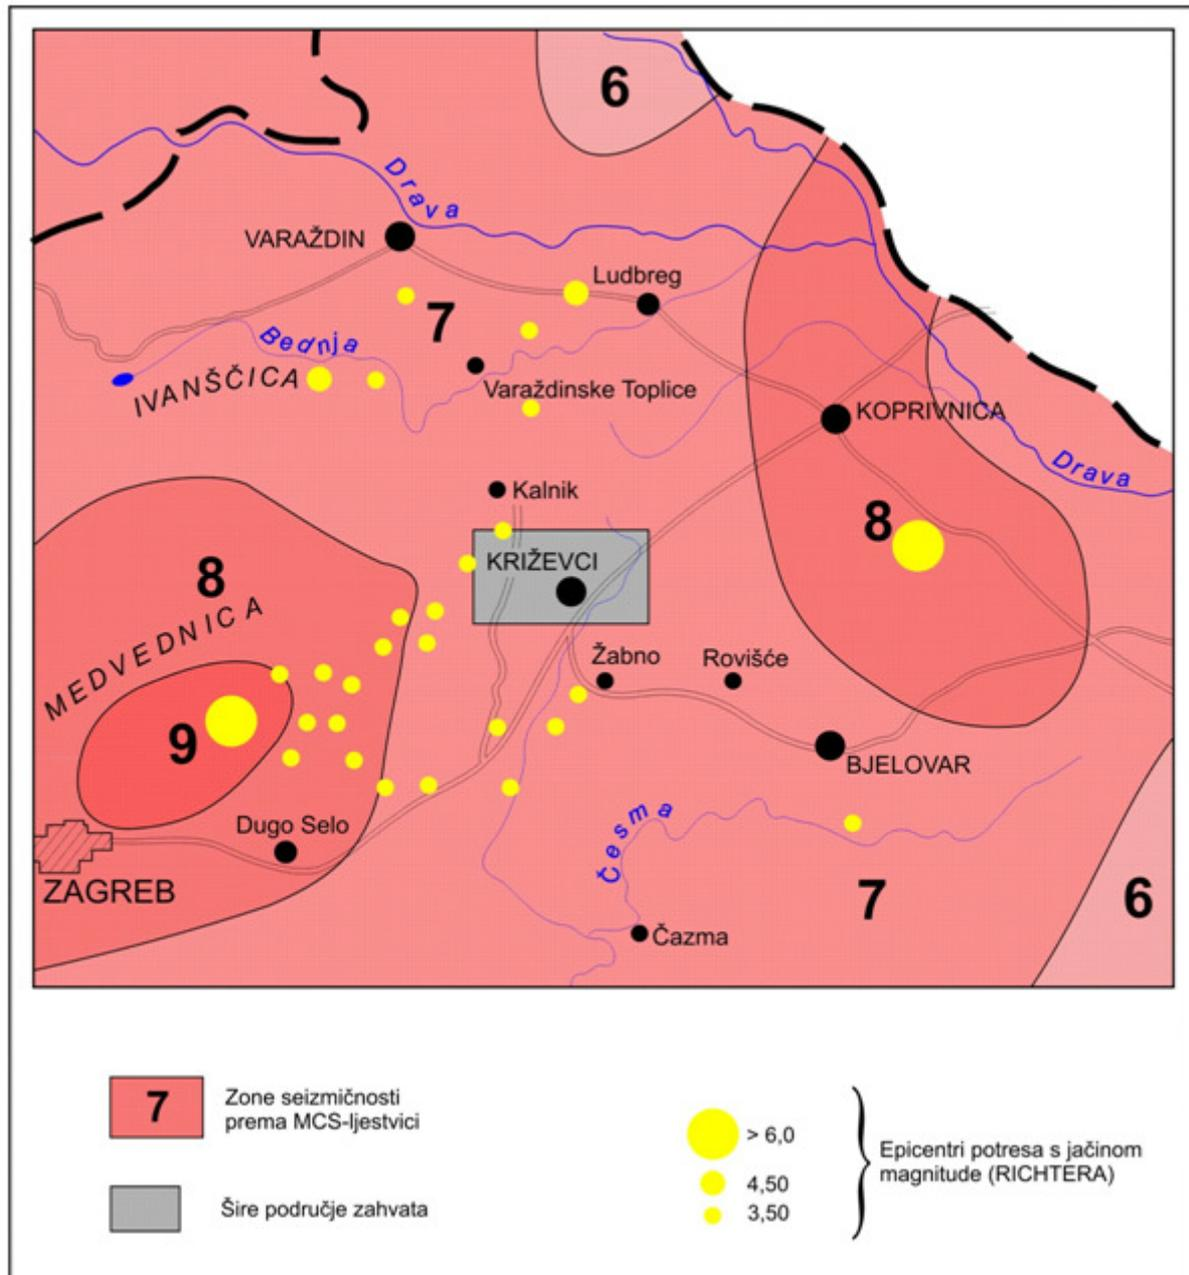 6
Drava
VARAŽDIN
Ludbreg
7
Bednja
IVANŠČICA
Varaždinske Toplice
KOPRIVNICA
Drava
Kalnik
8
KRIŽEVCI
8
MEDVEDNICA
Žabno
Rovišće
9
BJELOVAR
Dugo Selo
Česma
ZAGREB
7
6
Čazma
7
Zone seizmičnosti
prema MCS-ljestvici
Šire područje zahvata
> 6,0
4,50
3,50
Epicentri potresa s jačinom
magnitude (RICHTERA)